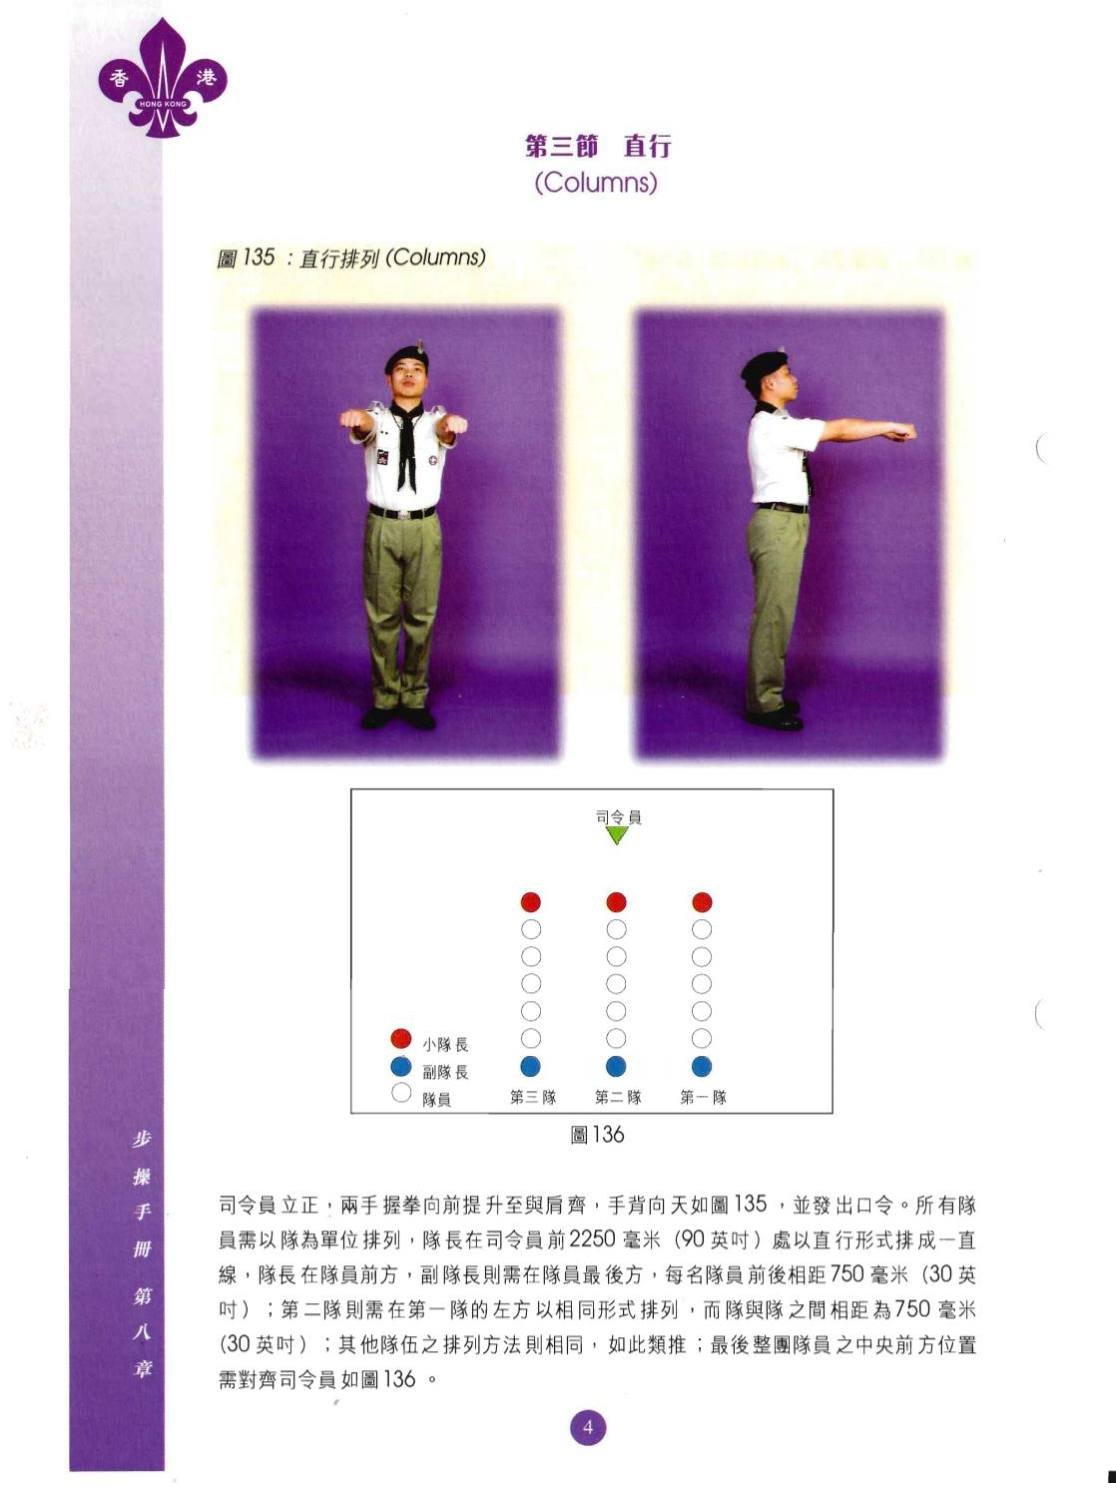 香 港
HONG KONG
第三節 直行
(Columns)
圖135：直行排列(Columns)
司令員
小隊長
副隊長
隊員
第三隊 第二隊 第一隊
圖136
司令員立正，兩手握拳向前提升至與肩齊，手背向天如圖135，並發出口令。所有隊
員需以隊為單位排列，隊長在司令員前2250毫米（90英吋）處以直行形式排成一直
線，隊長在隊員前方，副隊長則需在隊員最後方，每名隊員前後相距750毫米（30英
吋）；第二隊則需在第一隊的左方以相同形式排列，而隊與隊之間相距為750毫米
（30英吋）；其他隊伍之排列方法則相同，如此類推；最後整團隊員之中央前方位置
需對齊司令員如圖136。
步操手冊 第八章
4